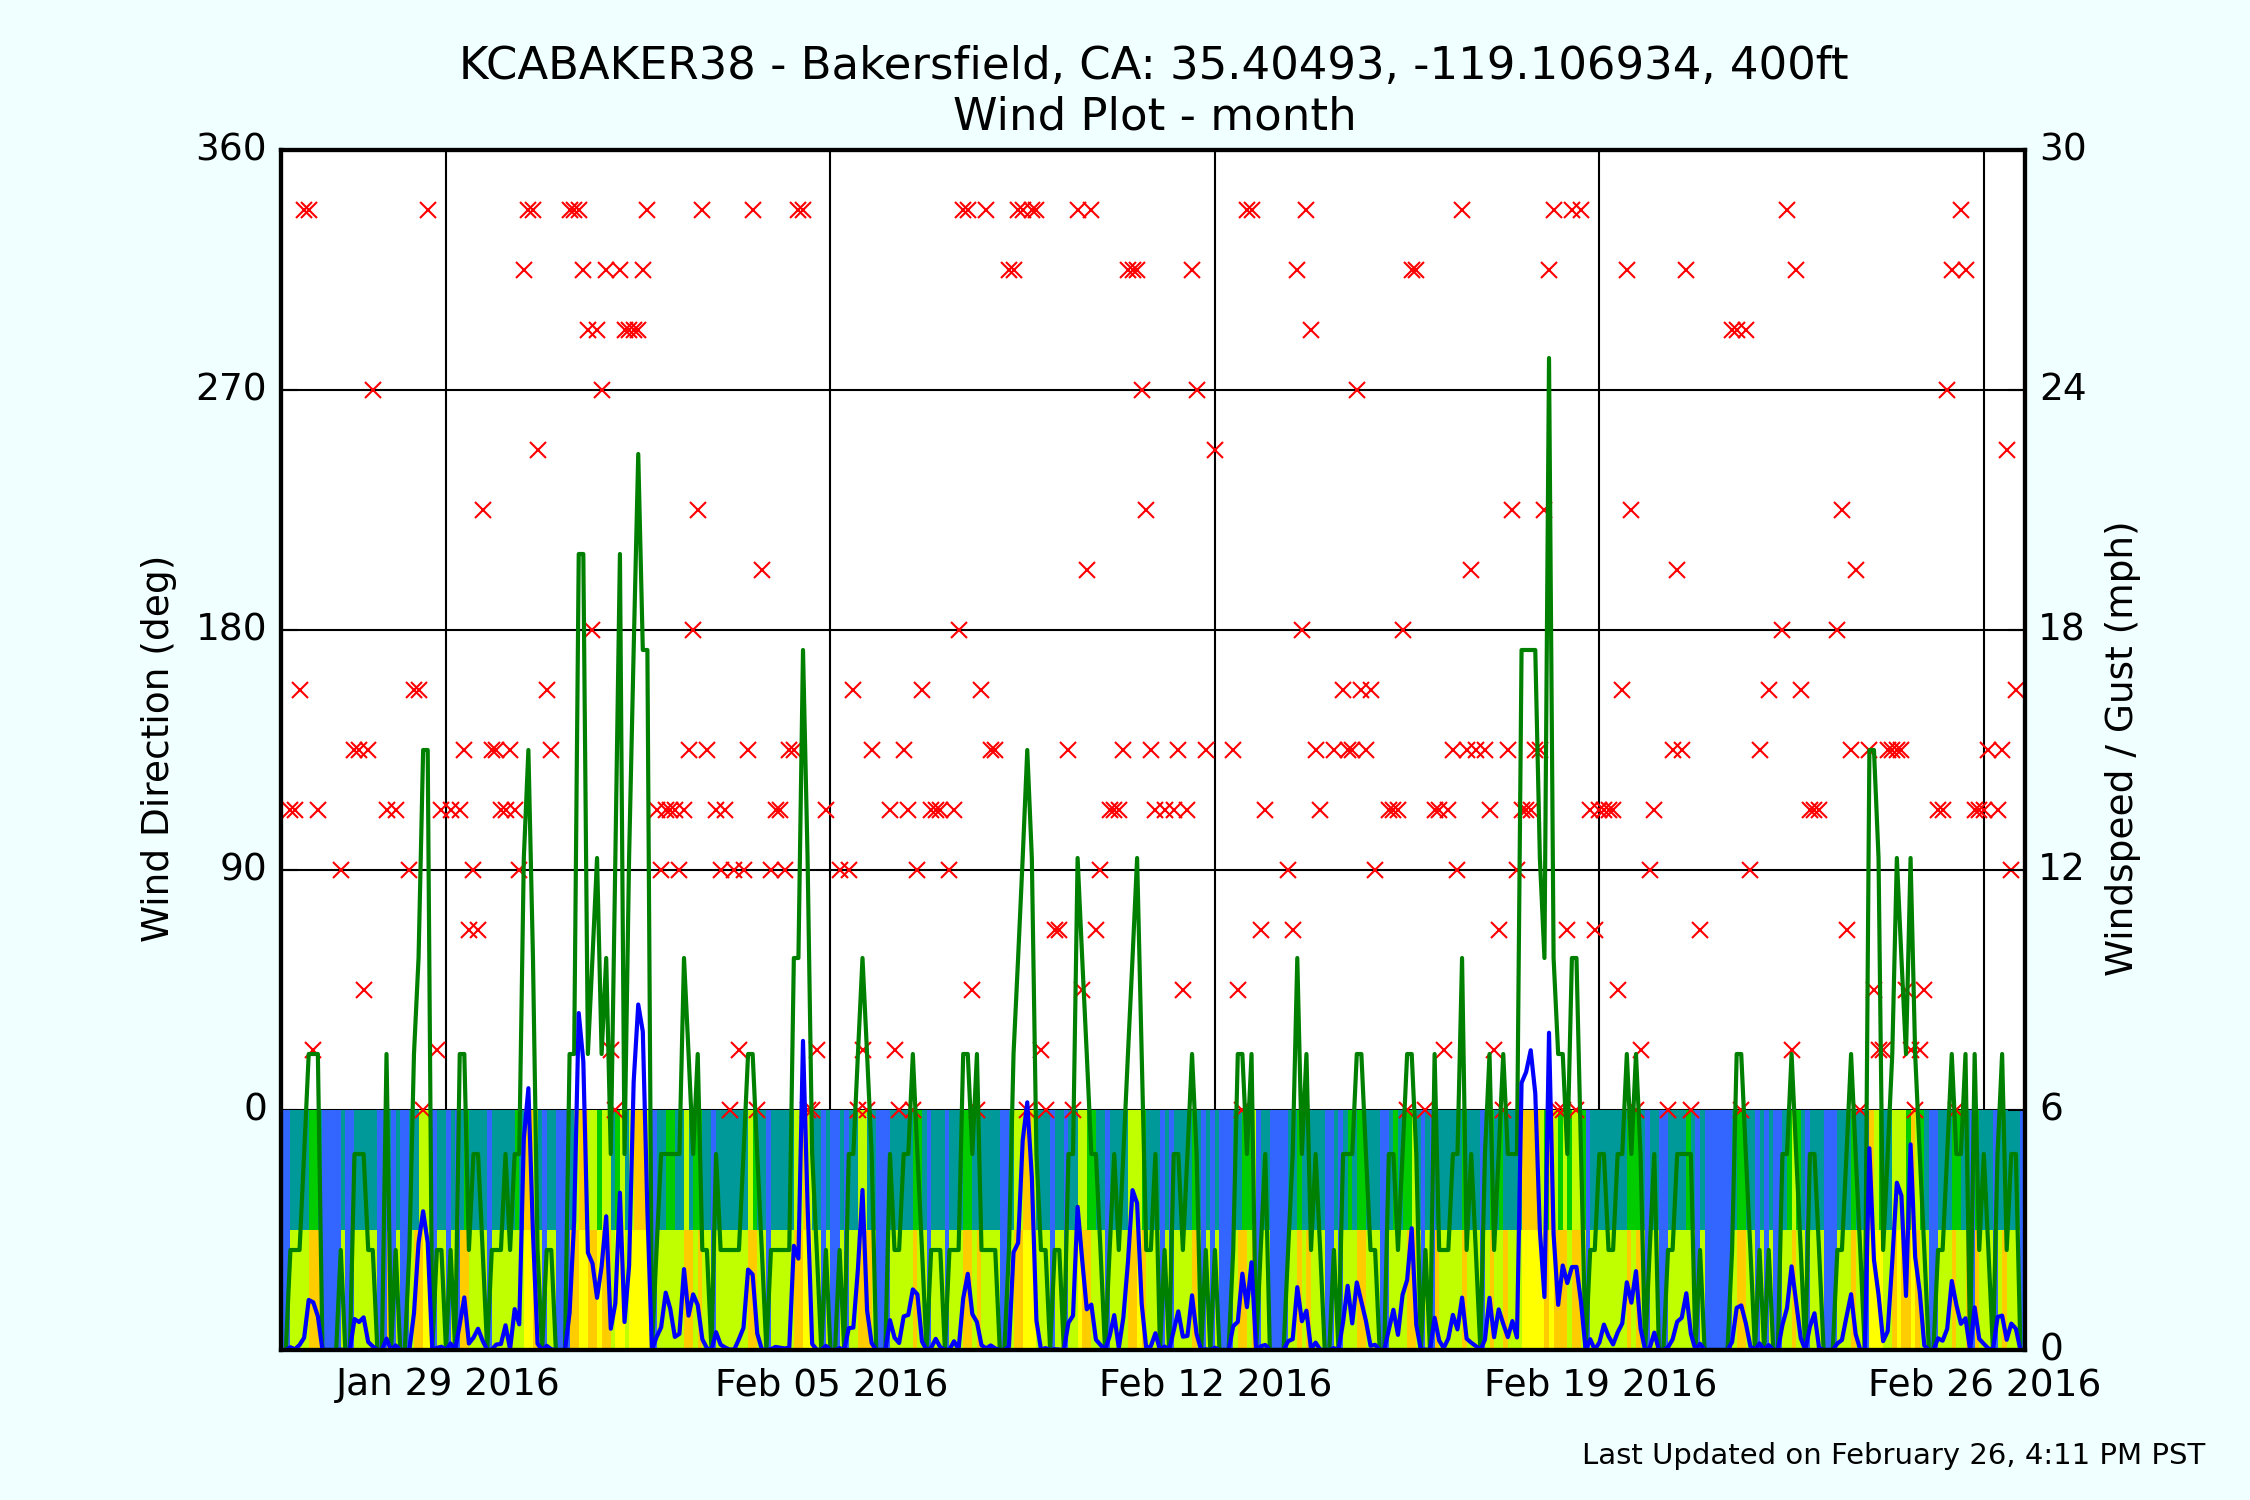 KCABAKER38 - Bakersfield, CA: 35.40493, -119.106934, 400ft
Wind Plot - month
360
270
180
90
0
Wind Direction (deg)
30
24
18
12
6
0
Windspeed / Gust (mph)
Jan 29 2016
Feb 05 2016
Feb 12 2016
Feb 19 2016
Feb 26 2016
Last Updated on February 26, 4:11 PM PST